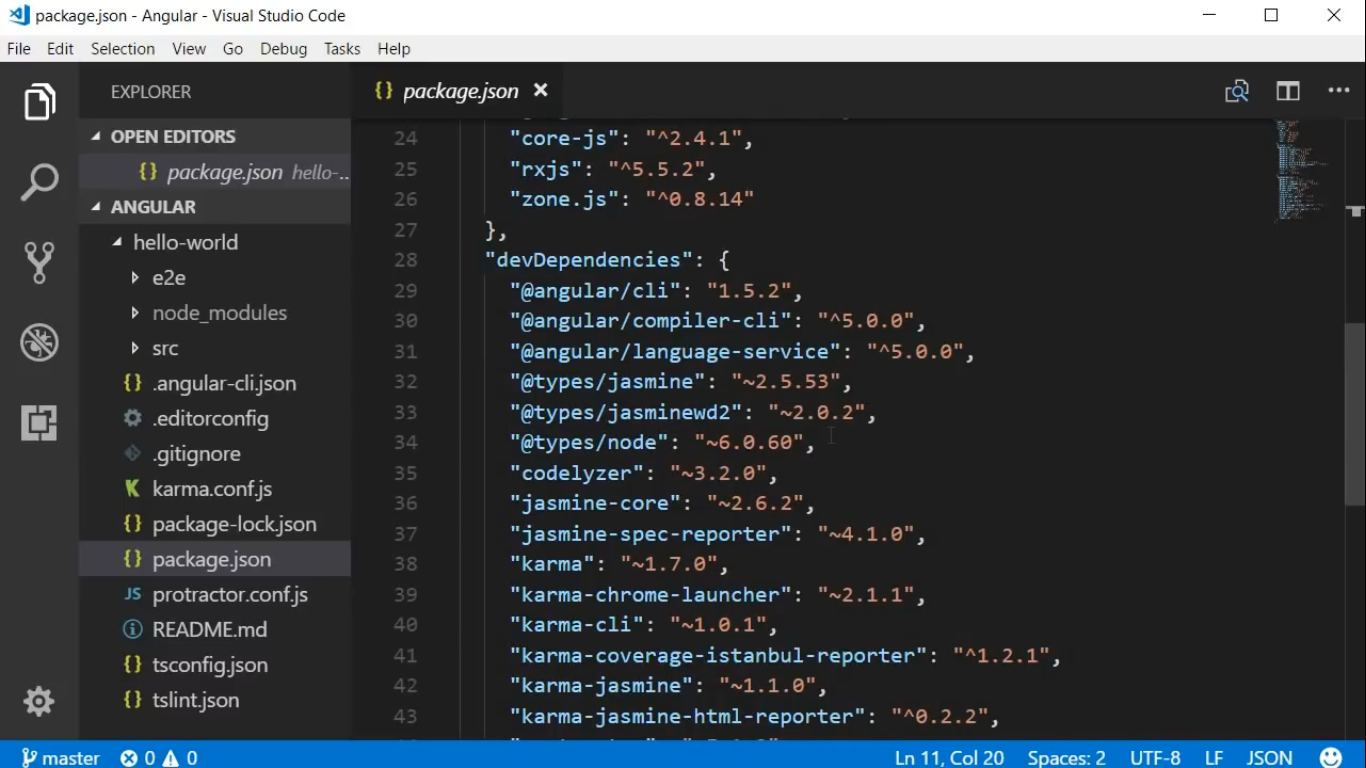 package.json - Angular - Visual Studio Code
File Edit Selection View Go Debug Tasks Help
EXPLORER
OPEN EDITORS
{} package.json hello-..
ANGULAR
hello-world
e2e
node_modules
src
{} .angular-cli.json
.editorconfig
.gitignore
K karma.conf.js
{} package-lock.json
{} package.json
JS protractor.conf.js
README.md
{} tsconfig.json
{} tslint.json
{} package.json ×
24 "core-js": "^2.4.1",
25 "rxjs": "^5.5.2",
26 "zone.js": "^0.8.14"
27 },
28 "devDependencies": {
29 "@angular/cli": "1.5.2",
30 "@angular/compiler-cli": "^5.0.0",
31 "@angular/language-service": "^5.0.0",
32 "@types/jasmine": "~2.5.53",
33 "@types/jasminewd2": "~2.0.2",
34 "@types/node": "~6.0.60",
35 "codelyzer": "~3.2.0",
36 "jasmine-core": "~2.6.2",
37 "jasmine-spec-reporter": "~4.1.0",
38 "karma": "~1.7.0",
39 "karma-chrome-launcher": "~2.1.1",
40 "karma-cli": "~1.0.1",
41 "karma-coverage-istanbul-reporter": "^1.2.1",
42 "karma-jasmine": "~1.1.0",
43 "karma-jasmine-html-reporter": "^0.2.2",
master 0 0 Ln 11, Col 20 Spaces: 2 UTF-8 LF JSON